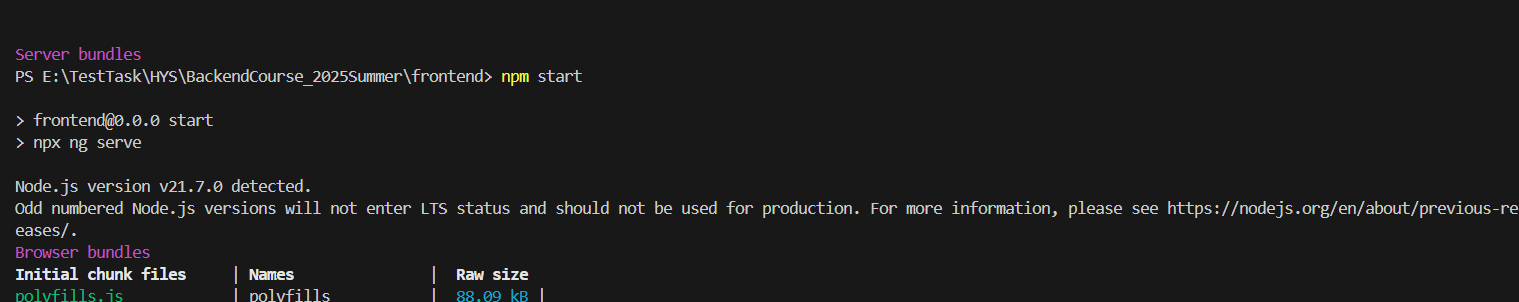 Server bundles
PS E:\TestTask\HYS\BackendCourse_2025Summer\frontend> npm start
> frontend@0.0.0 start
> npx ng serve
Node.js version v21.7.0 detected.
Odd numbered Node.js versions will not enter LTS status and should not be used for production. For more information, please see https://nodejs.org/en/about/previous-re
eases/.
Browser bundles
Initial chunk files | Names | Raw size
polyfills.js | polyfills | 88.09 kB |